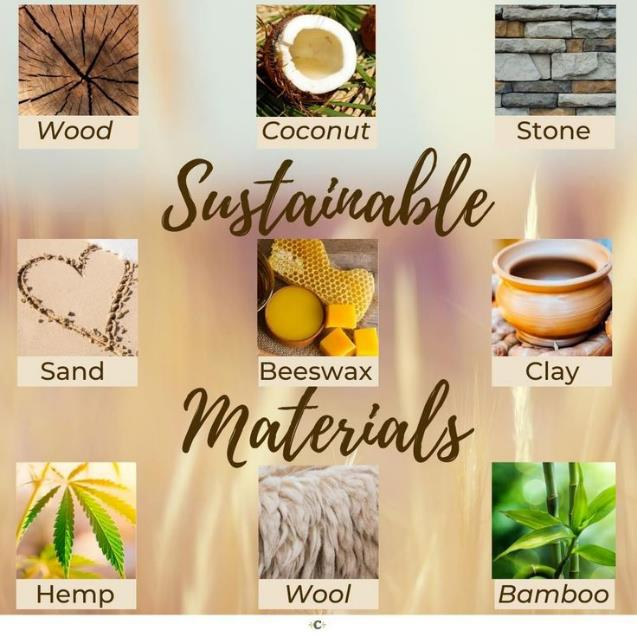 Wood
Coconut
Stone
Sustainable
Sand
Beeswax
Clay
Materials
Hemp
Wool
Bamboo
C